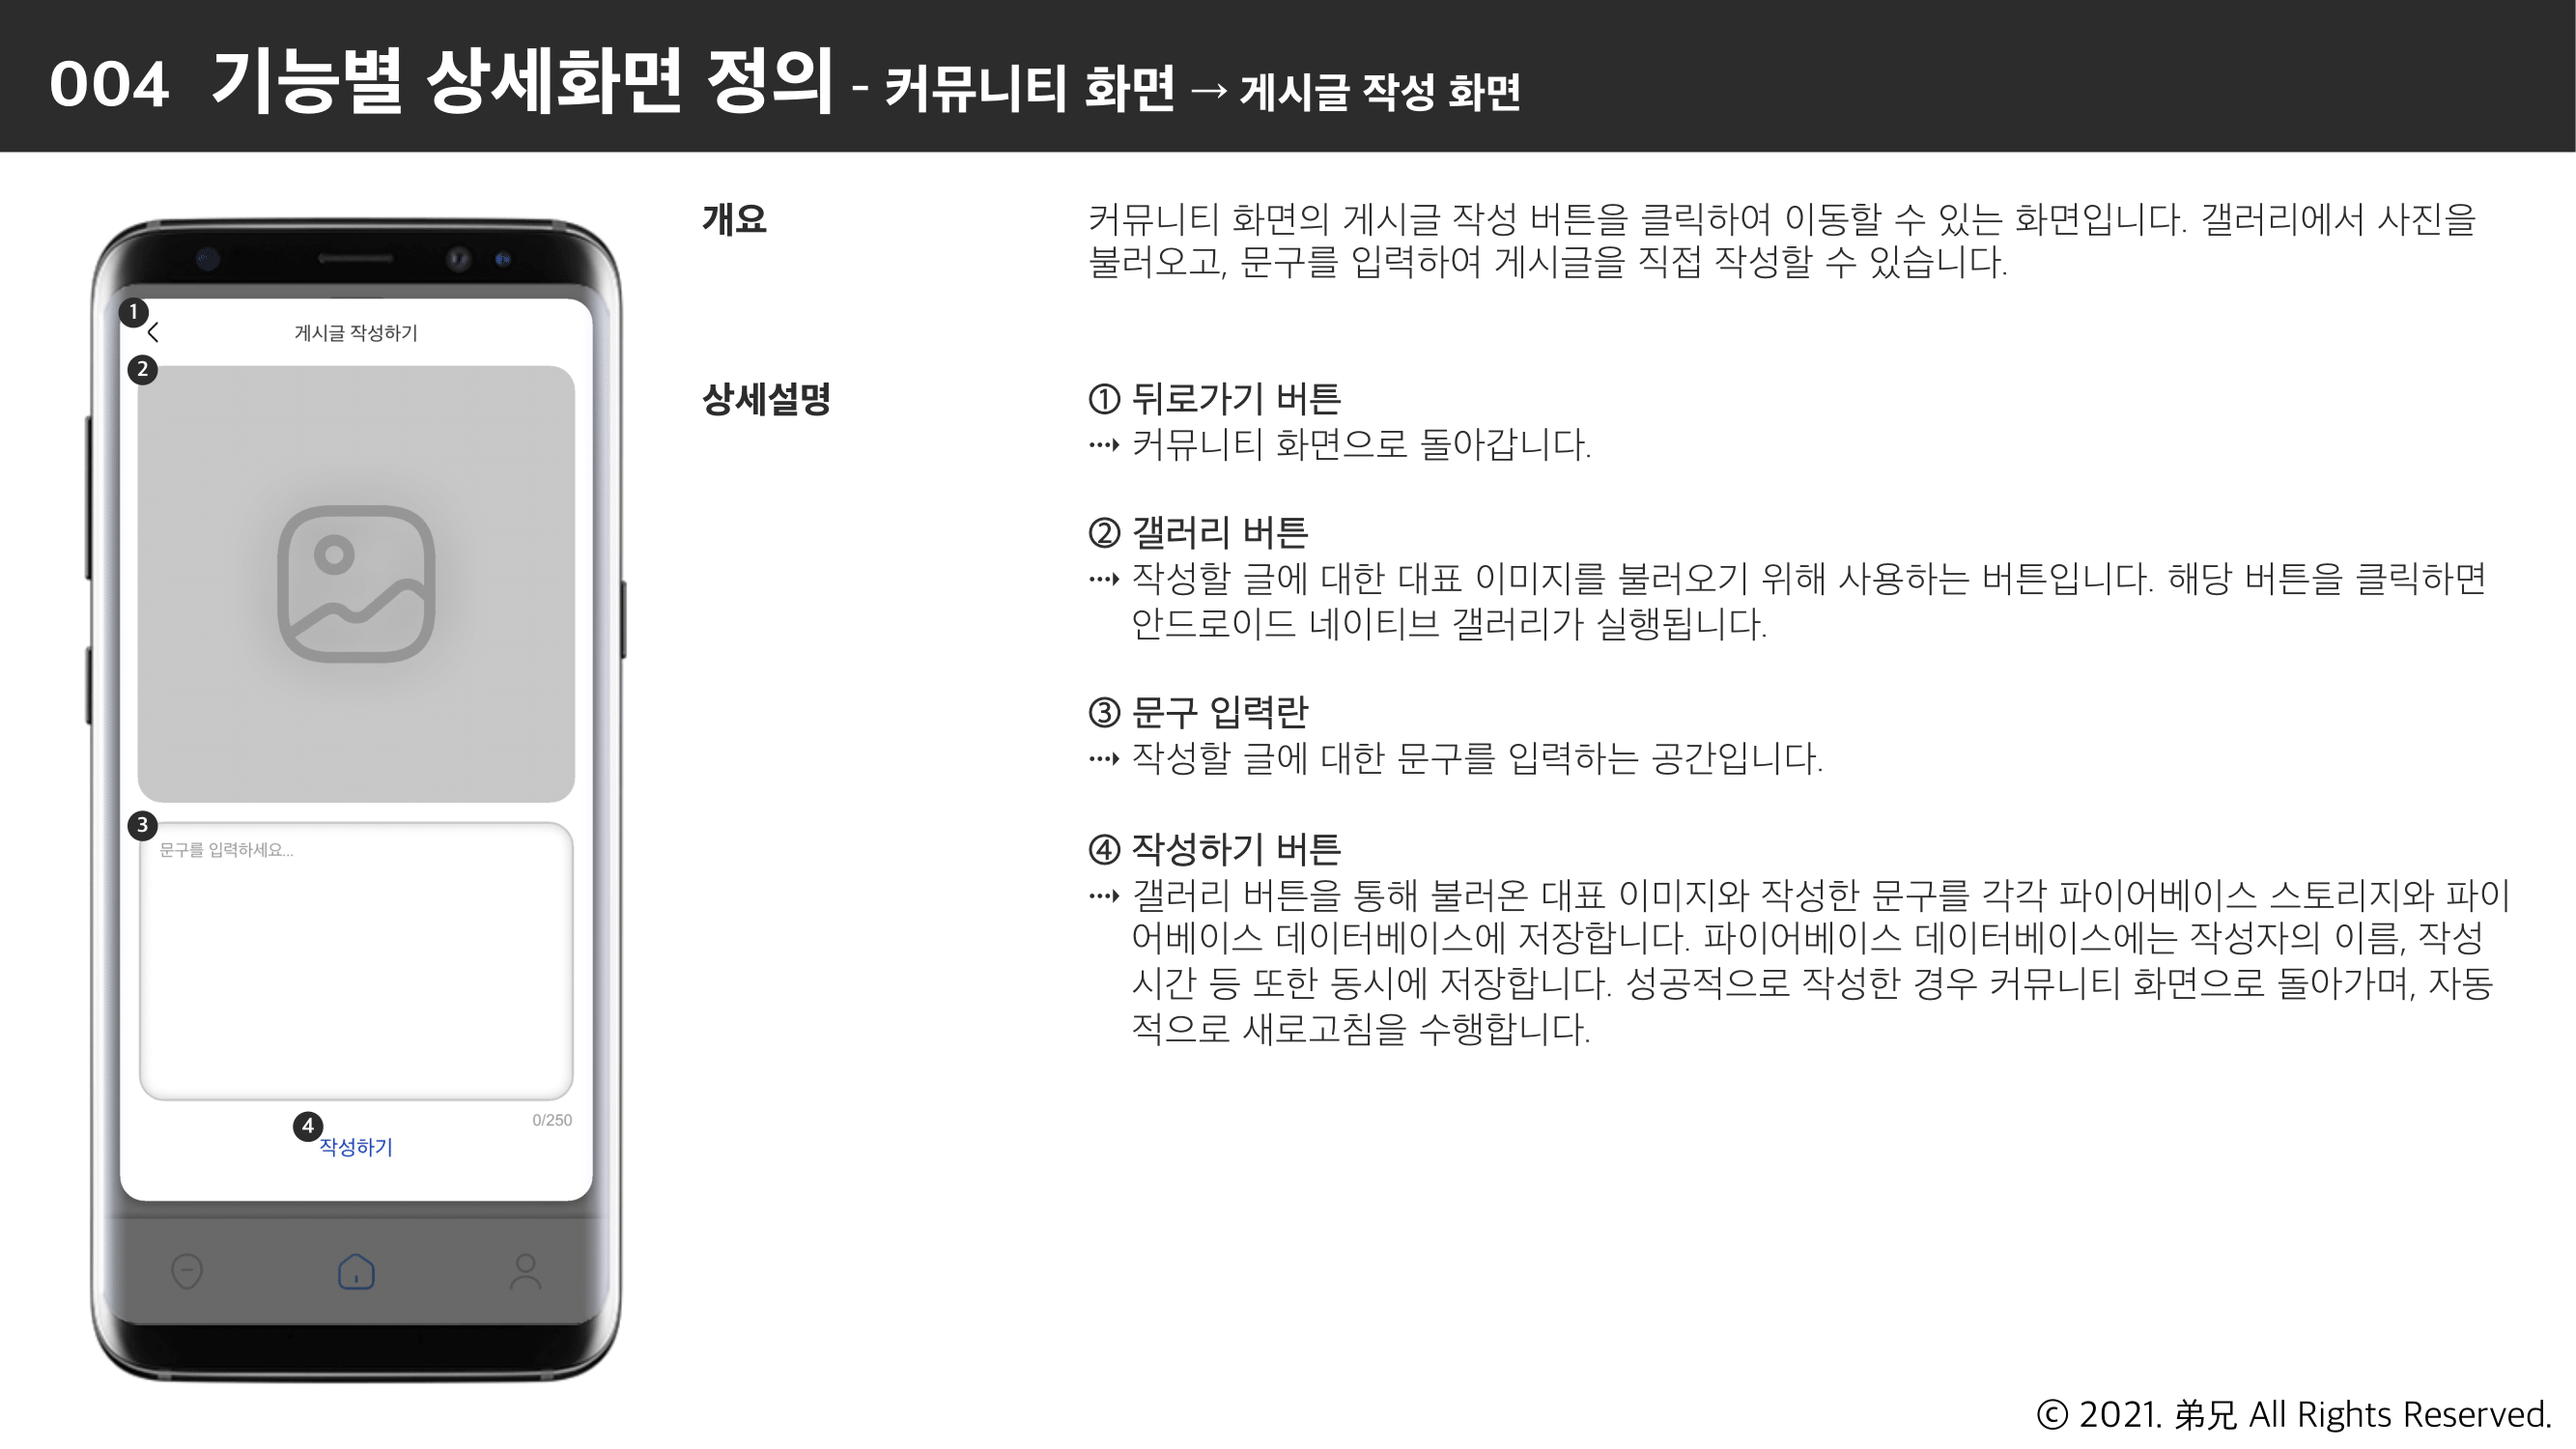 004 기능별 상세화면 정의 - 커뮤니티 화면 → 게시글 작성 화면
1
게시글 작성하기
2
3
문구를 입력하세요...
0/250
4
작성하기
개요
커뮤니티 화면의 게시글 작성 버튼을 클릭하여 이동할 수 있는 화면입니다. 갤러리에서 사진을
불러오고, 문구를 입력하여 게시글을 직접 작성할 수 있습니다.
상세설명
① 뒤로가기 버튼
⤑ 커뮤니티 화면으로 돌아갑니다.
② 갤러리 버튼
⤑ 작성할 글에 대한 대표 이미지를 불러오기 위해 사용하는 버튼입니다. 해당 버튼을 클릭하면
안드로이드 네이티브 갤러리가 실행됩니다.
③ 문구 입력란
⤑ 작성할 글에 대한 문구를 입력하는 공간입니다.
④ 작성하기 버튼
⤑ 갤러리 버튼을 통해 불러온 대표 이미지와 작성한 문구를 각각 파이어베이스 스토리지와 파이
어베이스 데이터베이스에 저장합니다. 파이어베이스 데이터베이스에는 작성자의 이름, 작성
시간 등 또한 동시에 저장합니다. 성공적으로 작성한 경우 커뮤니티 화면으로 돌아가며, 자동
적으로 새로고침을 수행합니다.
ⓒ 2021. 弟兄 All Rights Reserved.